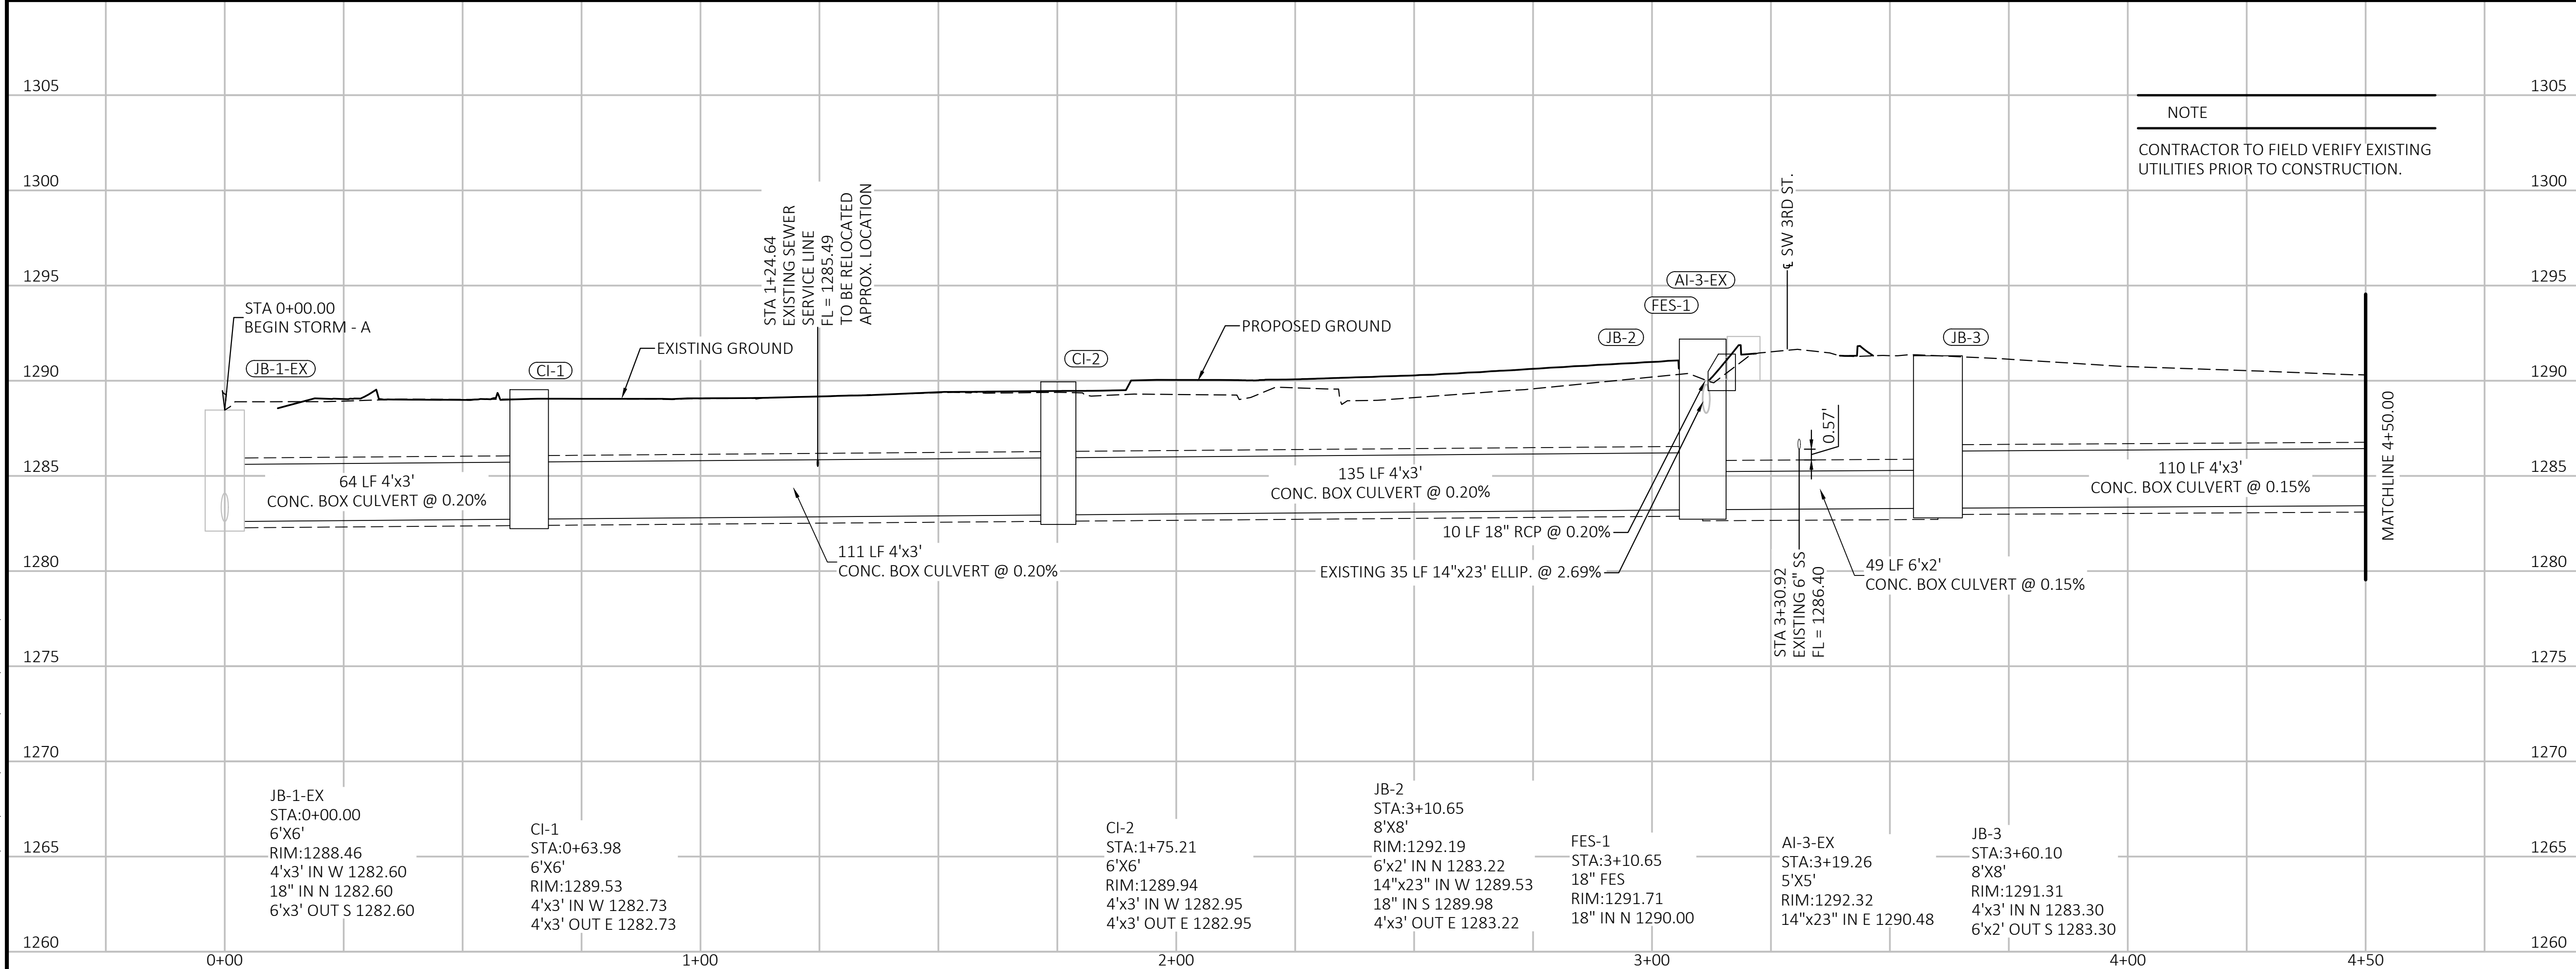 1305
1300
1295
1290
1285
1280
1275
1270
1265
1260
1305
1300
1295
1290
1285
1280
1275
1270
1265
1260
NOTE
CONTRACTOR TO FIELD VERIFY EXISTING
UTILITIES PRIOR TO CONSTRUCTION.
STA 0+00.00
BEGIN STORM - A
JB-1-EX
EXISTING GROUND
CI-1
STA 1+24.64
EXISTING SEWER
SERVICE LINE
FL = 1285.49
TO BE RELOCATED
APPROX. LOCATION
CI-2
PROPOSED GROUND
JB-2
FES-1
AI-3-EX
℄ SW 3RD ST.
JB-3
0.57'
MATCHLINE 4+50.00
64 LF 4'x3'
CONC. BOX CULVERT @ 0.20%
111 LF 4'x3'
CONC. BOX CULVERT @ 0.20%
135 LF 4'x3'
CONC. BOX CULVERT @ 0.20%
10 LF 18" RCP @ 0.20%
EXISTING 35 LF 14"x23' ELLIP. @ 2.69%
STA 3+30.92
EXISTING 6" SS
FL = 1286.40
49 LF 6'x2'
CONC. BOX CULVERT @ 0.15%
110 LF 4'x3'
CONC. BOX CULVERT @ 0.15%
JB-1-EX
STA:0+00.00
6'X6'
RIM:1288.46
4'x3' IN W 1282.60
18" IN N 1282.60
6'x3' OUT S 1282.60
CI-1
STA:0+63.98
6'X6'
RIM:1289.53
4'x3' IN W 1282.73
4'x3' OUT E 1282.73
CI-2
STA:1+75.21
6'X6'
RIM:1289.94
4'x3' IN W 1282.95
4'x3' OUT E 1282.95
JB-2
STA:3+10.65
8'X8'
RIM:1292.19
6'x2' IN N 1283.22
14"x23" IN W 1289.53
18" IN S 1289.98
4'x3' OUT E 1283.22
FES-1
STA:3+10.65
18" FES
RIM:1291.71
18" IN N 1290.00
AI-3-EX
STA:3+19.26
5'X5'
RIM:1292.32
14"x23" IN E 1290.48
JB-3
STA:3+60.10
8'X8'
RIM:1291.31
4'x3' IN N 1283.30
6'x2' OUT S 1283.30
0+00
1+00
2+00
3+00
4+00
4+50